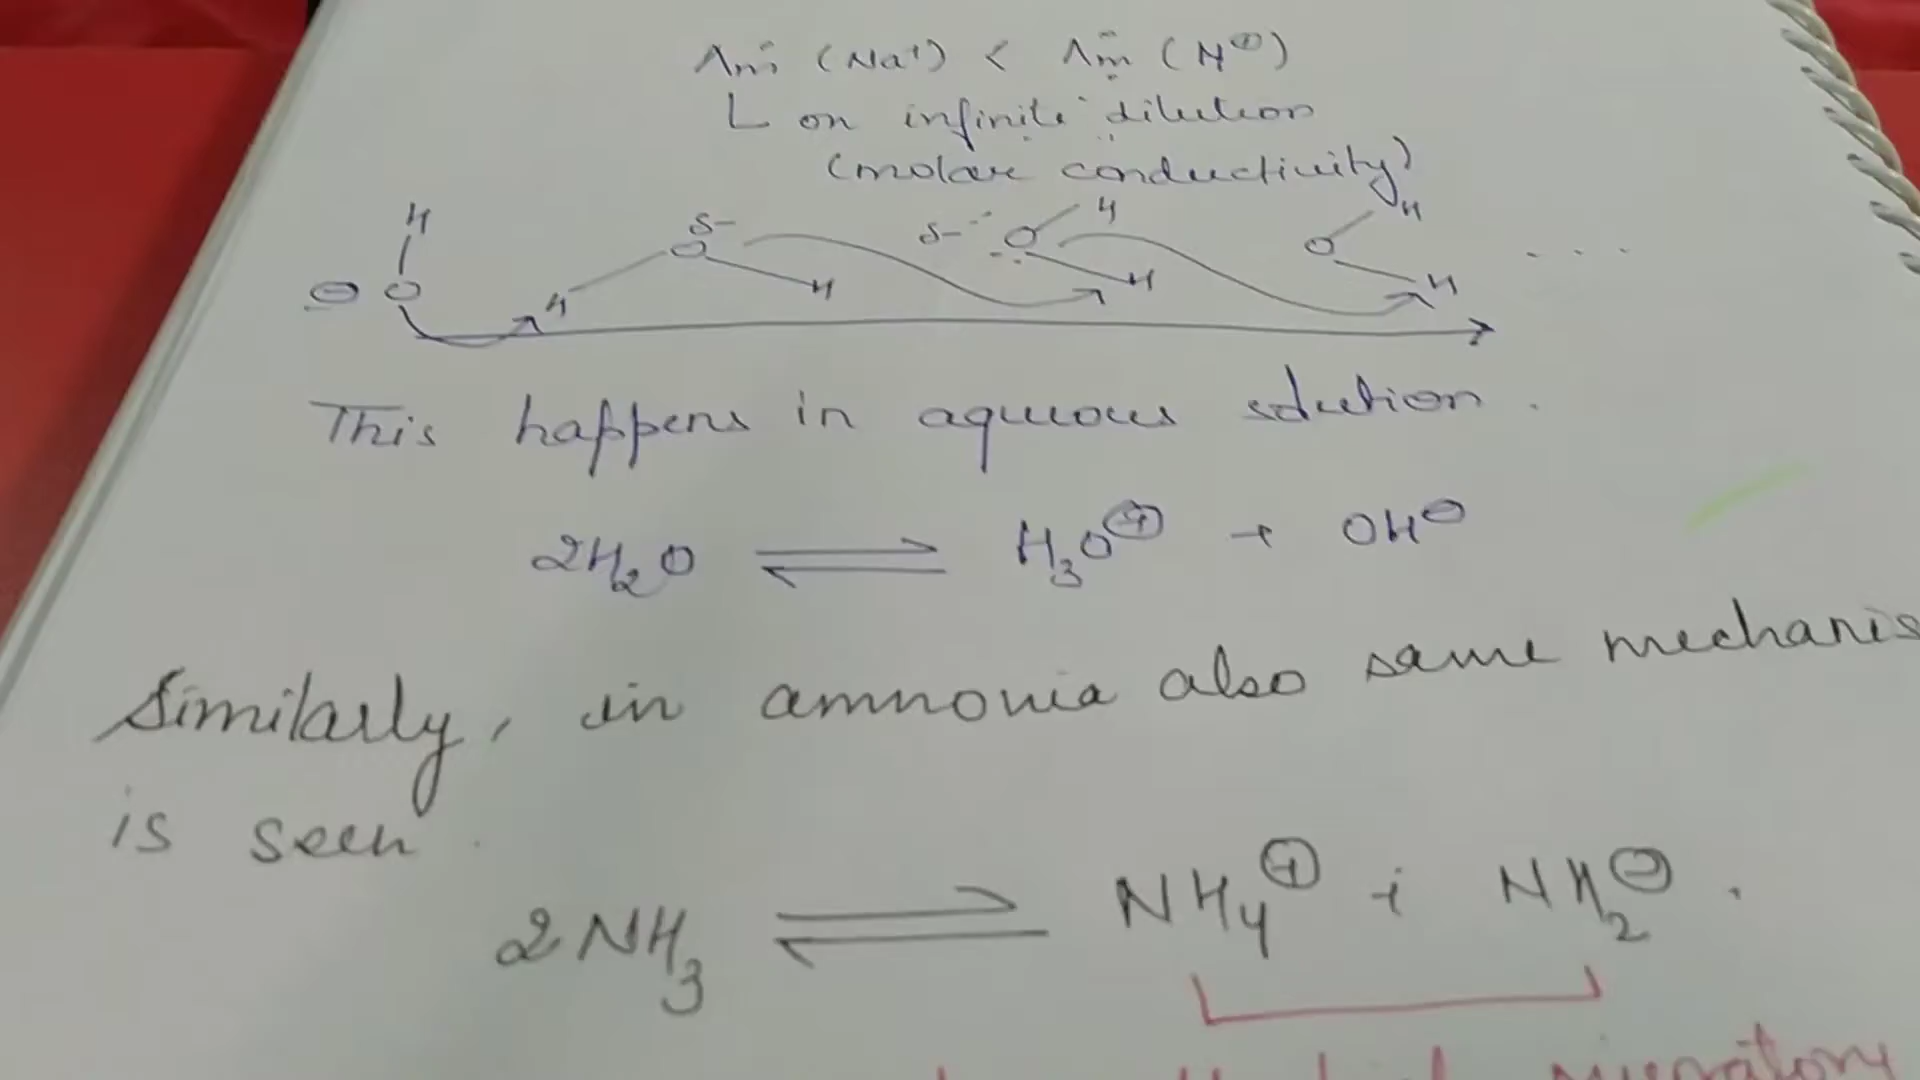 Λm° (Na⁺) < Λm° (H⊕)
L on infinite dilution
(molar conductivity)
H δ- δ- O H H
⊖ O H O H H O H ....
This happens in aqueous solution.
2H₂O ⇌ H₃O⊕ + OH⊖
Similarly, in ammonia also same mechanis
is seen.
2NH₃ ⇌ NH₄⊕ + NH₂⊖.
migratory